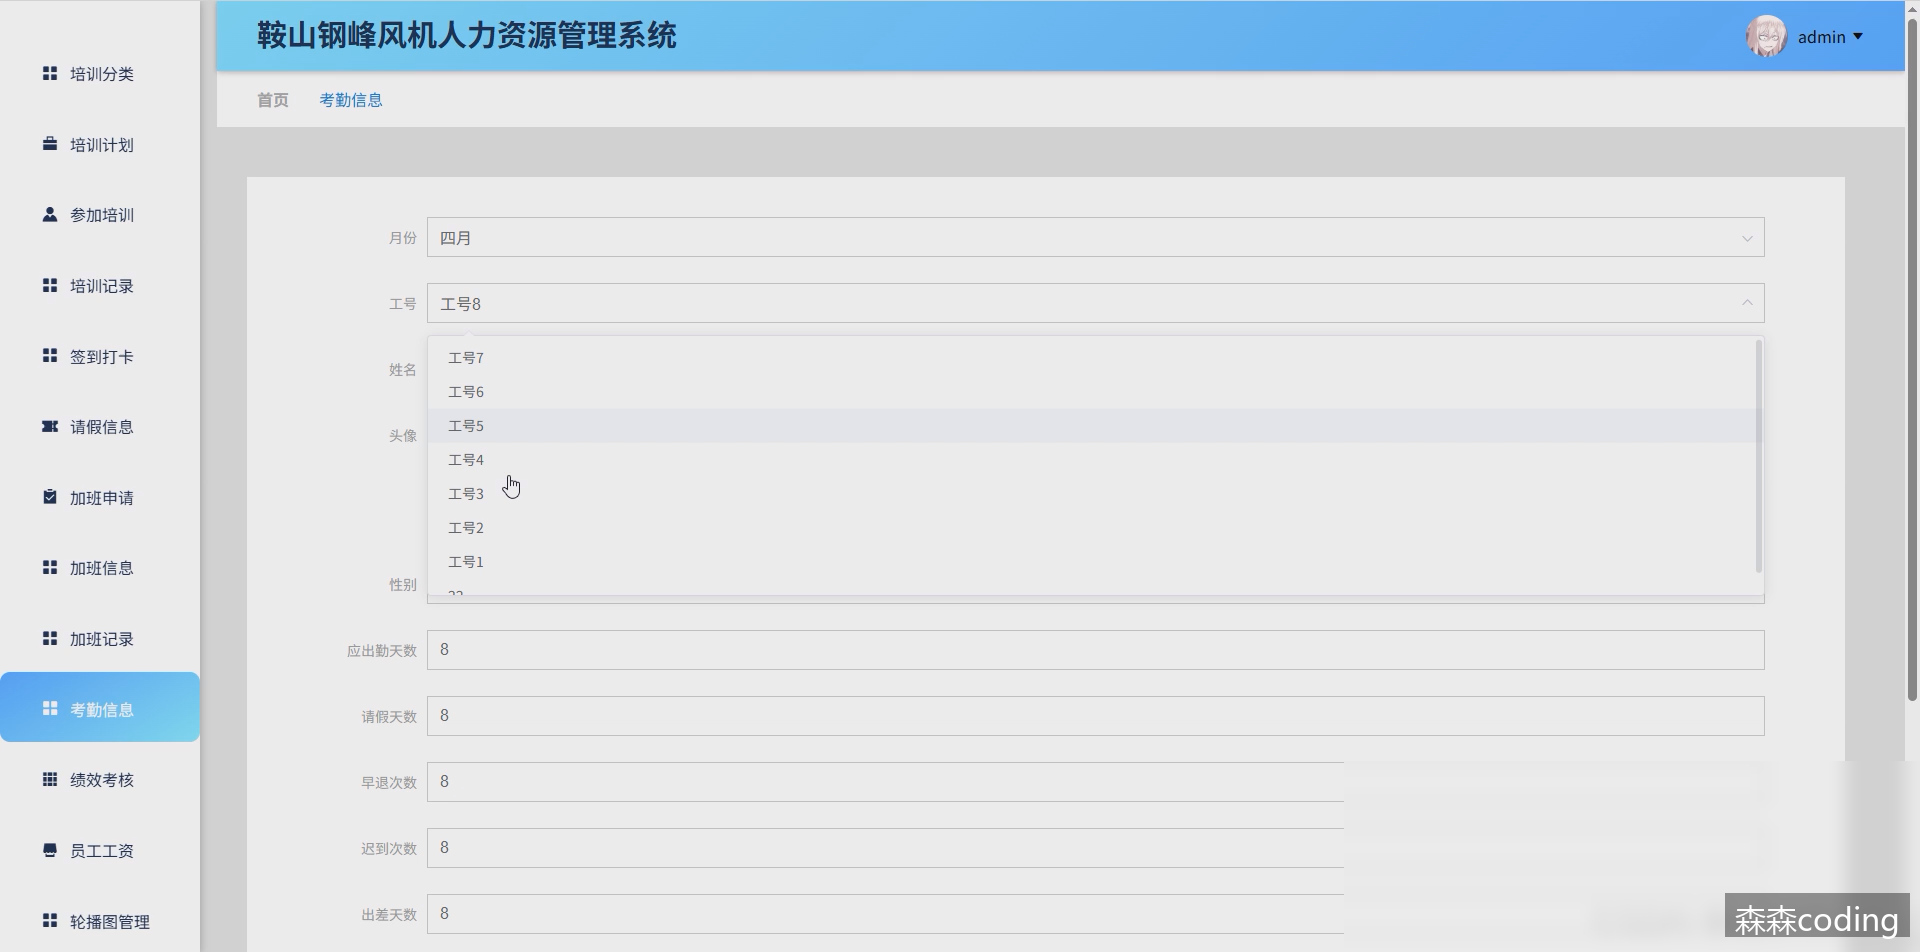 鞍山钢峰风机人力资源管理系统
admin
首页 考勤信息
培训分类
培训计划
参加培训
培训记录
签到打卡
请假信息
加班申请
加班信息
加班记录
考勤信息
绩效考核
员工工资
轮播图管理
月份 四月
工号 工号8
姓名
头像
工号7
工号6
工号5
工号4
工号3
工号2
工号1
性别
应出勤天数 8
请假天数 8
早退次数 8
迟到次数 8
出差天数 8
森森coding